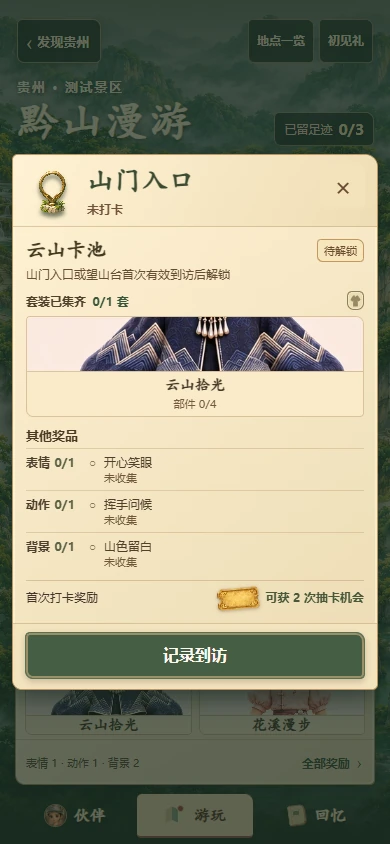 ‹ 发现贵州
地点一览
初见礼
贵州 · 测试景区
黔山漫游
已留足迹 0/3
山门入口
未打卡
×
云山卡池
待解锁
山门入口或望山台首次有效到访后解锁
套装已集齐 0/1 套
云山拾光
部件 0/4
其他奖品
表情 0/1 ○ 开心笑眼
未收集
动作 0/1 ○ 挥手问候
未收集
背景 0/1 ○ 山色留白
未收集
首次打卡奖励
可获 2 次抽卡机会
记录到访
云山拾光
花溪漫步
表情 1 · 动作 1 · 背景 2
全部奖励 ›
伙伴
游玩
回忆